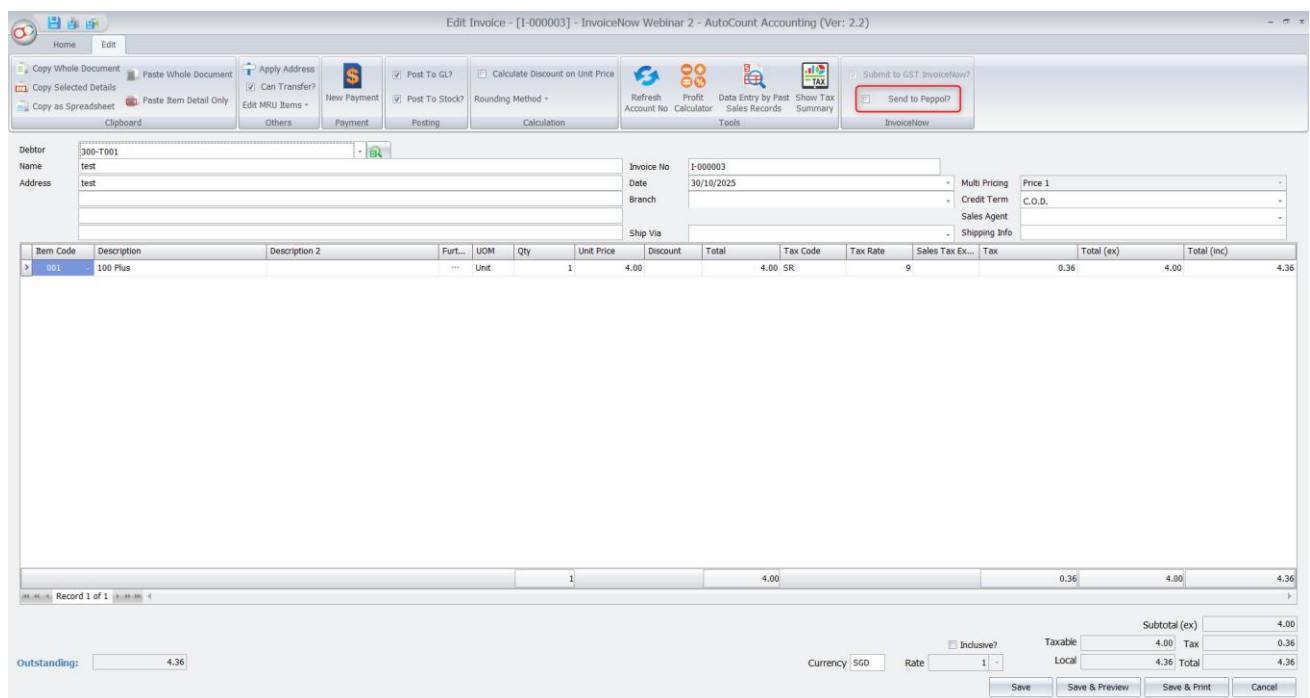 Edit Invoice - [I-000003] - InvoiceNow Webinar 2 - AutoCount Accounting (Ver: 2.2)
Home Edit
Copy Whole Document
Copy Selected Details
Copy as Spreadsheet
Paste Whole Document
Paste Item Detail Only
Clipboard
Apply Address
Can Transfer?
Edit MRU Items
Others
New Payment
Payment
Post To GL?
Post To Stock?
Posting
Calculate Discount on Unit Price
Rounding Method
Calculation
Refresh Account No
Profit Calculator
Data Entry by Past Sales Records
TAX
Show Tax Summary
Tools
Submit to GST InvoiceNow?
Send to Peppol?
InvoiceNow
Debtor 300-T001
Name test
Address test
Invoice No I-000003
Date 30/10/2025
Branch
Ship Via
Multi Pricing Price 1
Credit Term C.O.D.
Sales Agent
Shipping Info
Item Code Description Description 2 Furt... UOM Qty Unit Price Discount Total Tax Code Tax Rate Sales Tax Ex... Tax Total (ex) Total (inc)
001 100 Plus ... Unit 1 4.00 4.00 SR 9 0.36 4.00 4.36
1 4.00 0.36 4.00 4.36
Record 1 of 1
Subtotal (ex) 4.00
Inclusive? Taxable 4.00 Tax 0.36
Outstanding: 4.36 Currency SGD Rate 1 Local 4.36 Total 4.36
Save Save & Preview Save & Print Cancel